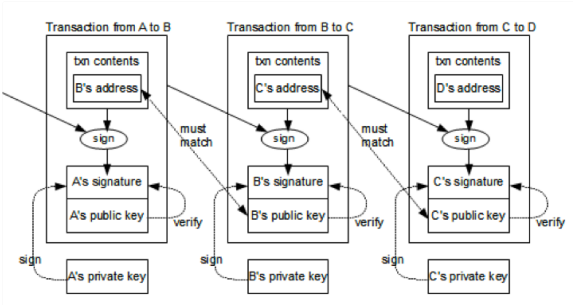 Transaction from A to B
txn contents
B's address
sign
A's signature
A's public key
verify
sign
A's private key
must
match
Transaction from B to C
txn contents
C's address
sign
B's signature
B's public key
verify
sign
B's private key
must
match
Transaction from C to D
txn contents
D's address
sign
C's signature
C's public key
verify
sign
C's private key